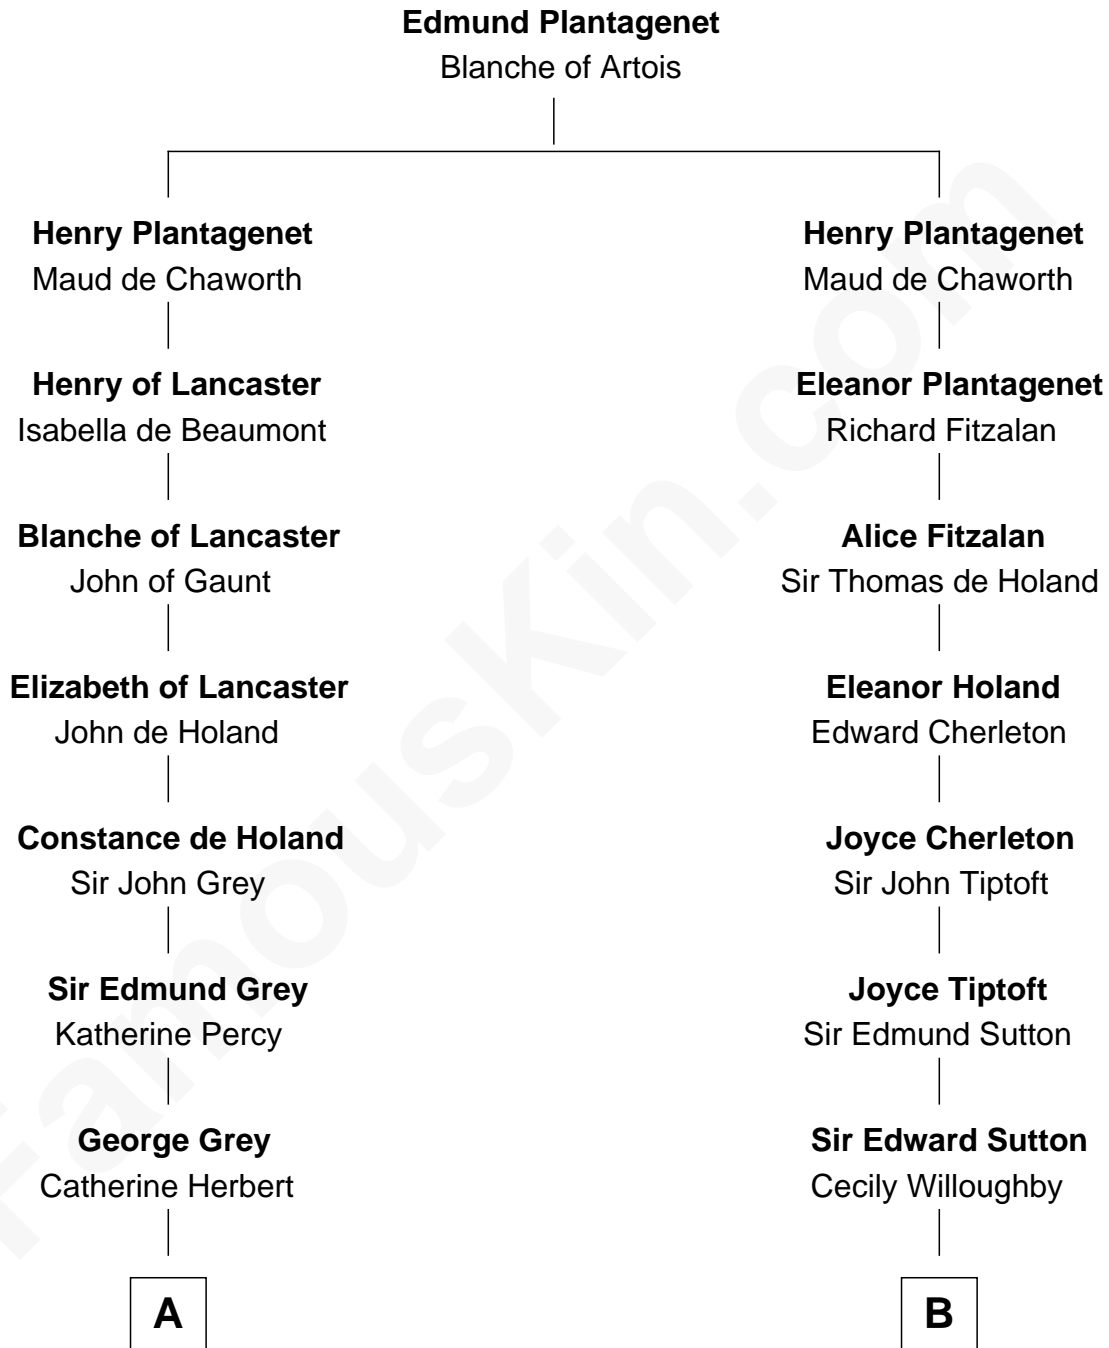 Edmund Plantagenet
Blanche of Artois
Henry Plantagenet
Maud de Chaworth
Henry Plantagenet
Maud de Chaworth
Henry of Lancaster
Isabella de Beaumont
Eleanor Plantagenet
Richard Fitzalan
Blanche of Lancaster
John of Gaunt
Alice Fitzalan
Sir Thomas de Holand
Elizabeth of Lancaster
John de Holand
Eleanor Holand
Edward Cherleton
Constance de Holand
Sir John Grey
Joyce Cherleton
Sir John Tiptoft
Sir Edmund Grey
Katherine Percy
Joyce Tiptoft
Sir Edmund Sutton
George Grey
Catherine Herbert
Sir Edward Sutton
Cecily Willoughby
A
B
FamousKin.com